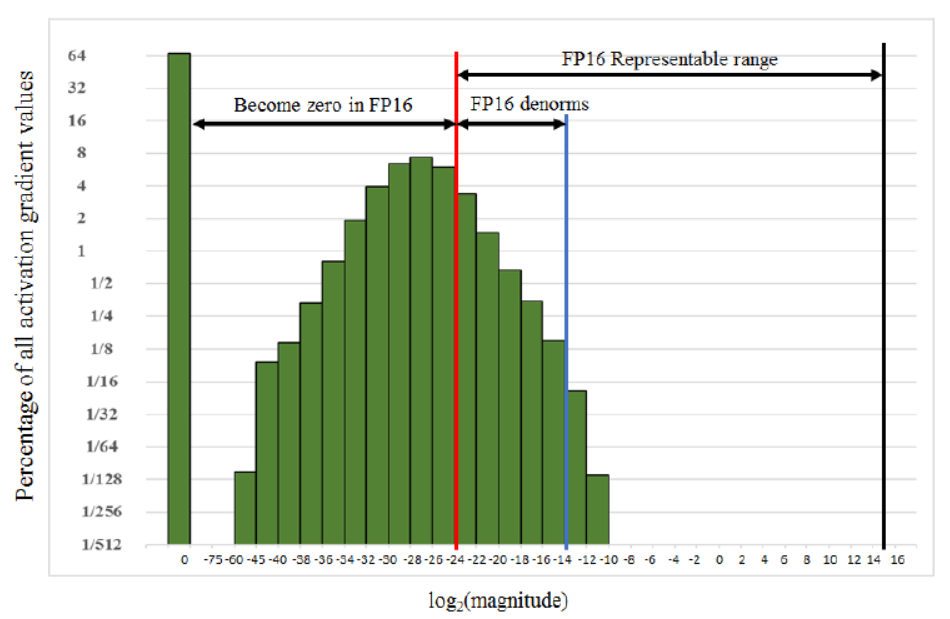 FP16 Representable range
Become zero in FP16
FP16 denorms
Percentage of all activation gradient values
64
32
16
8
4
2
1
1/2
1/4
1/8
1/16
1/32
1/64
1/128
1/256
1/512
0 -75 -60 -45 -40 -38 -36 -34 -32 -30 -28 -26 -24 -22 -20 -18 -16 -14 -12 -10 -8 -6 -4 -2 0 2 4 6 8 10 12 14 16
log₂(magnitude)